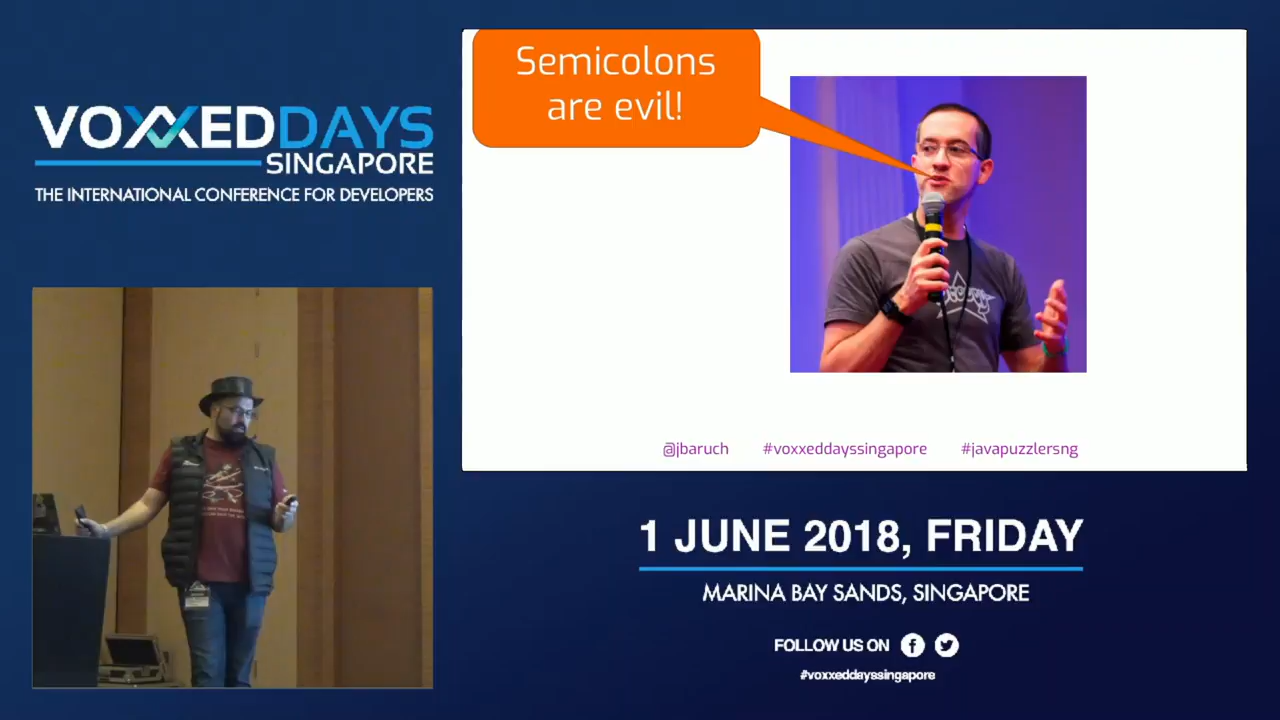 VOXXEDDAYS
SINGAPORE
THE INTERNATIONAL CONFERENCE FOR DEVELOPERS
Semicolons
are evil!
@jbaruch #voxxeddayssingapore #javapuzzlersng
1 JUNE 2018, FRIDAY
MARINA BAY SANDS, SINGAPORE
FOLLOW US ON
#voxxeddayssingapore